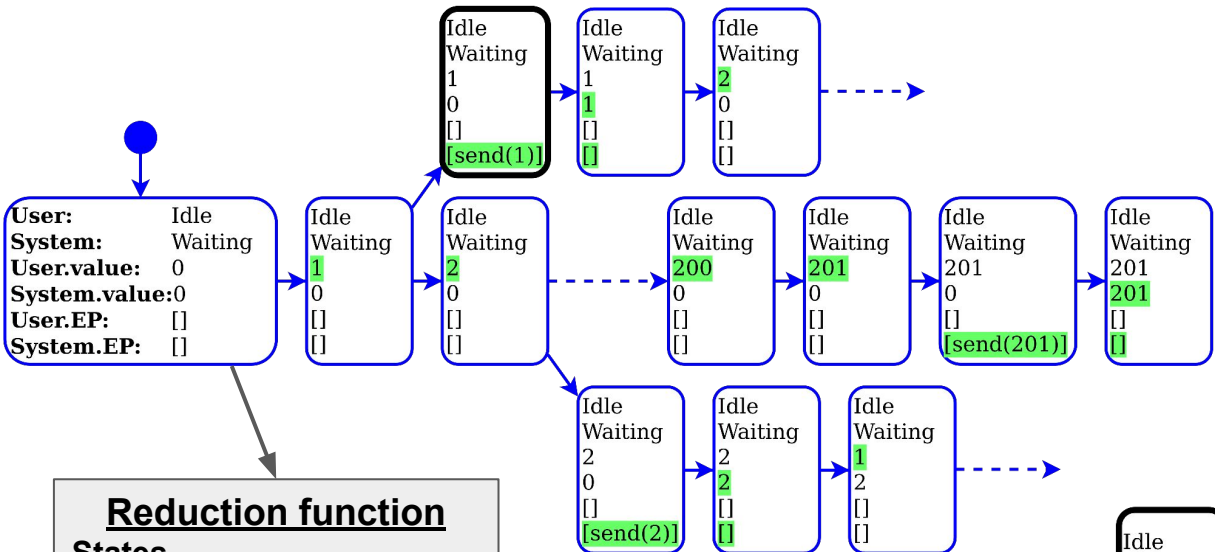 Idle
Waiting
1
0
[]
[send(1)]
Idle
Waiting
1
1
[]
[]
Idle
Waiting
2
0
[]
[]
User: Idle
System: Waiting
User.value: 0
System.value:0
User.EP: []
System.EP: []
Idle
Waiting
1
0
[]
[]
Idle
Waiting
2
0
[]
[]
Idle
Waiting
200
0
[]
[]
Idle
Waiting
201
0
[]
[]
Idle
Waiting
201
0
[]
[send(201)]
Idle
Waiting
201
201
[]
[]
Idle
Waiting
2
0
[]
[send(2)]
Idle
Waiting
2
2
[]
[]
Idle
Waiting
1
2
[]
[]
Reduction function
States
Idle